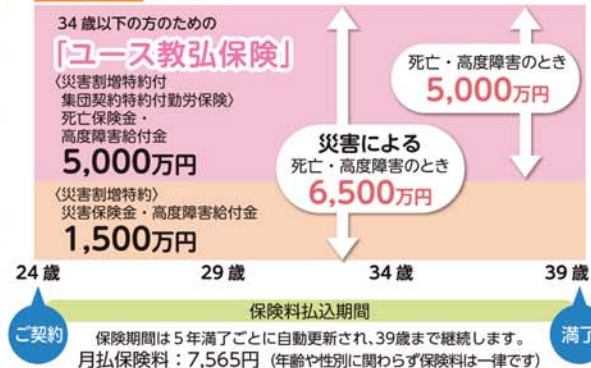 34歳以下の方のための
「ユース教弘保険」
〈災害割増特約付
集団契約特約付勤労保険〉
死亡保険金・
高度障害給付金
5,000万円
死亡・高度障害のとき
5,000万円
災害による
死亡・高度障害のとき
6,500万円
〈災害割増特約〉
災害保険金・高度障害給付金
1,500万円
24歳 29歳 34歳 39歳
保険料払込期間
ご契約
満了
保険期間は5年満了ごとに自動更新され、39歳まで継続します。
月払保険料:7,565円(年齢や性別に関わらず保険料は一律です)